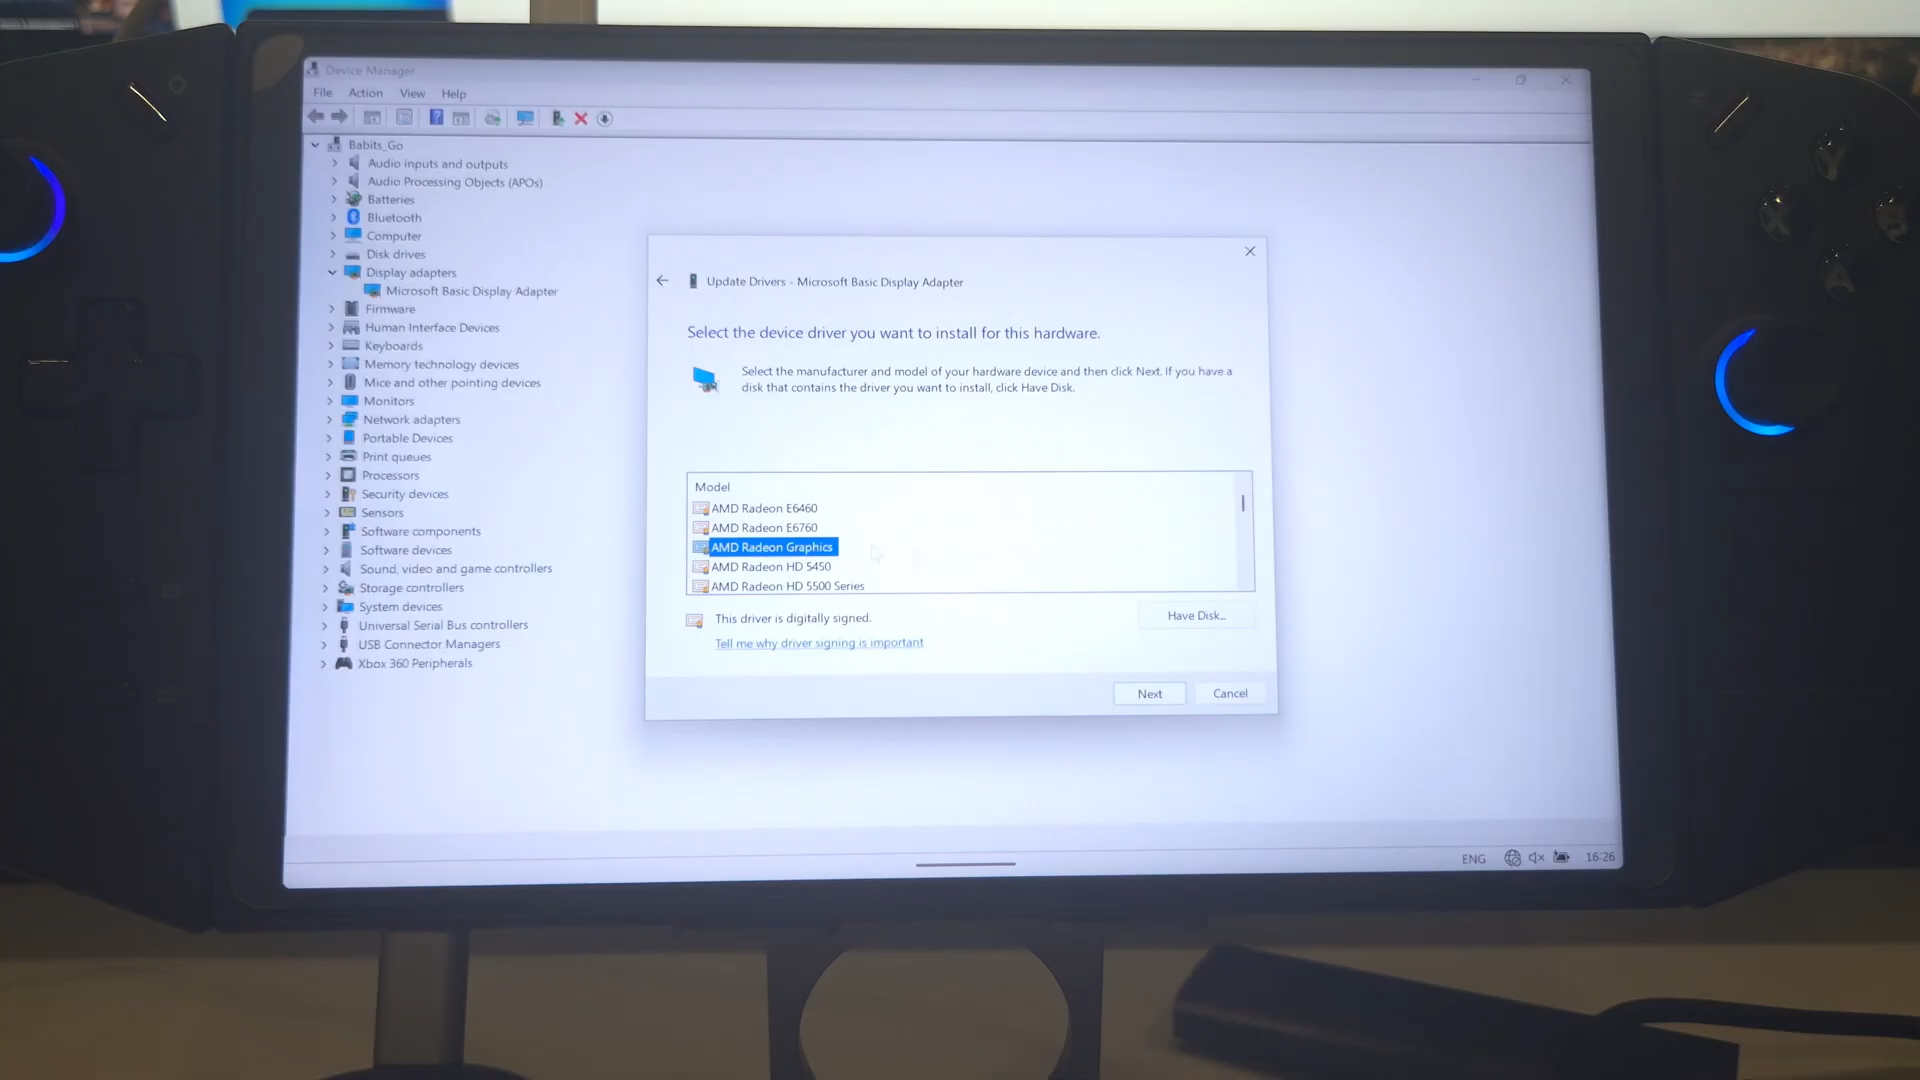 Device Manager
File Action View Help
Babits_Go
Audio inputs and outputs
Audio Processing Objects (APOs)
Batteries
Bluetooth
Computer
Disk drives
Display adapters
Microsoft Basic Display Adapter
Firmware
Human Interface Devices
Keyboards
Memory technology devices
Mice and other pointing devices
Monitors
Network adapters
Portable Devices
Print queues
Processors
Security devices
Sensors
Software components
Software devices
Sound, video and game controllers
Storage controllers
System devices
Universal Serial Bus controllers
USB Connector Managers
Xbox 360 Peripherals
Update Drivers - Microsoft Basic Display Adapter
Select the device driver you want to install for this hardware.
Select the manufacturer and model of your hardware device and then click Next. If you have a
disk that contains the driver you want to install, click Have Disk.
Model
AMD Radeon E6460
AMD Radeon E6760
AMD Radeon Graphics
AMD Radeon HD 5450
AMD Radeon HD 5500 Series
This driver is digitally signed.
Have Disk...
Tell me why driver signing is important
Next
Cancel
ENG
16:26
Y
X
B
A